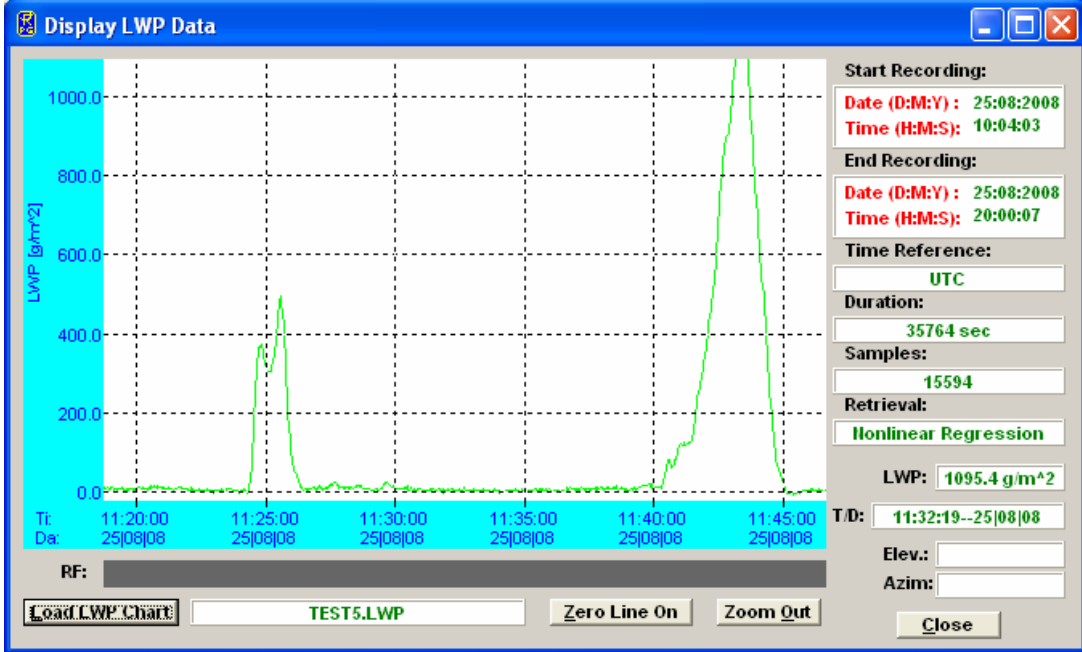 Display LWP Data
1000.0
800.0
600.0
400.0
200.0
0.0
LWP [g/m^2]
Ti: 11:20:00 11:25:00 11:30:00 11:35:00 11:40:00 11:45:00
Da: 25|08|08 25|08|08 25|08|08 25|08|08 25|08|08 25|08|08
RF:
Load LWP Chart TEST5.LWP Zero Line On Zoom Out
Start Recording:
Date (D:M:Y) : 25:08:2008
Time (H:M:S): 10:04:03
End Recording:
Date (D:M:Y) : 25:08:2008
Time (H:M:S): 20:00:07
Time Reference:
UTC
Duration:
35764 sec
Samples:
15594
Retrieval:
Nonlinear Regression
LWP: 1095.4 g/m^2
T/D: 11:32:19--25|08|08
Elev.:
Azim:
Close